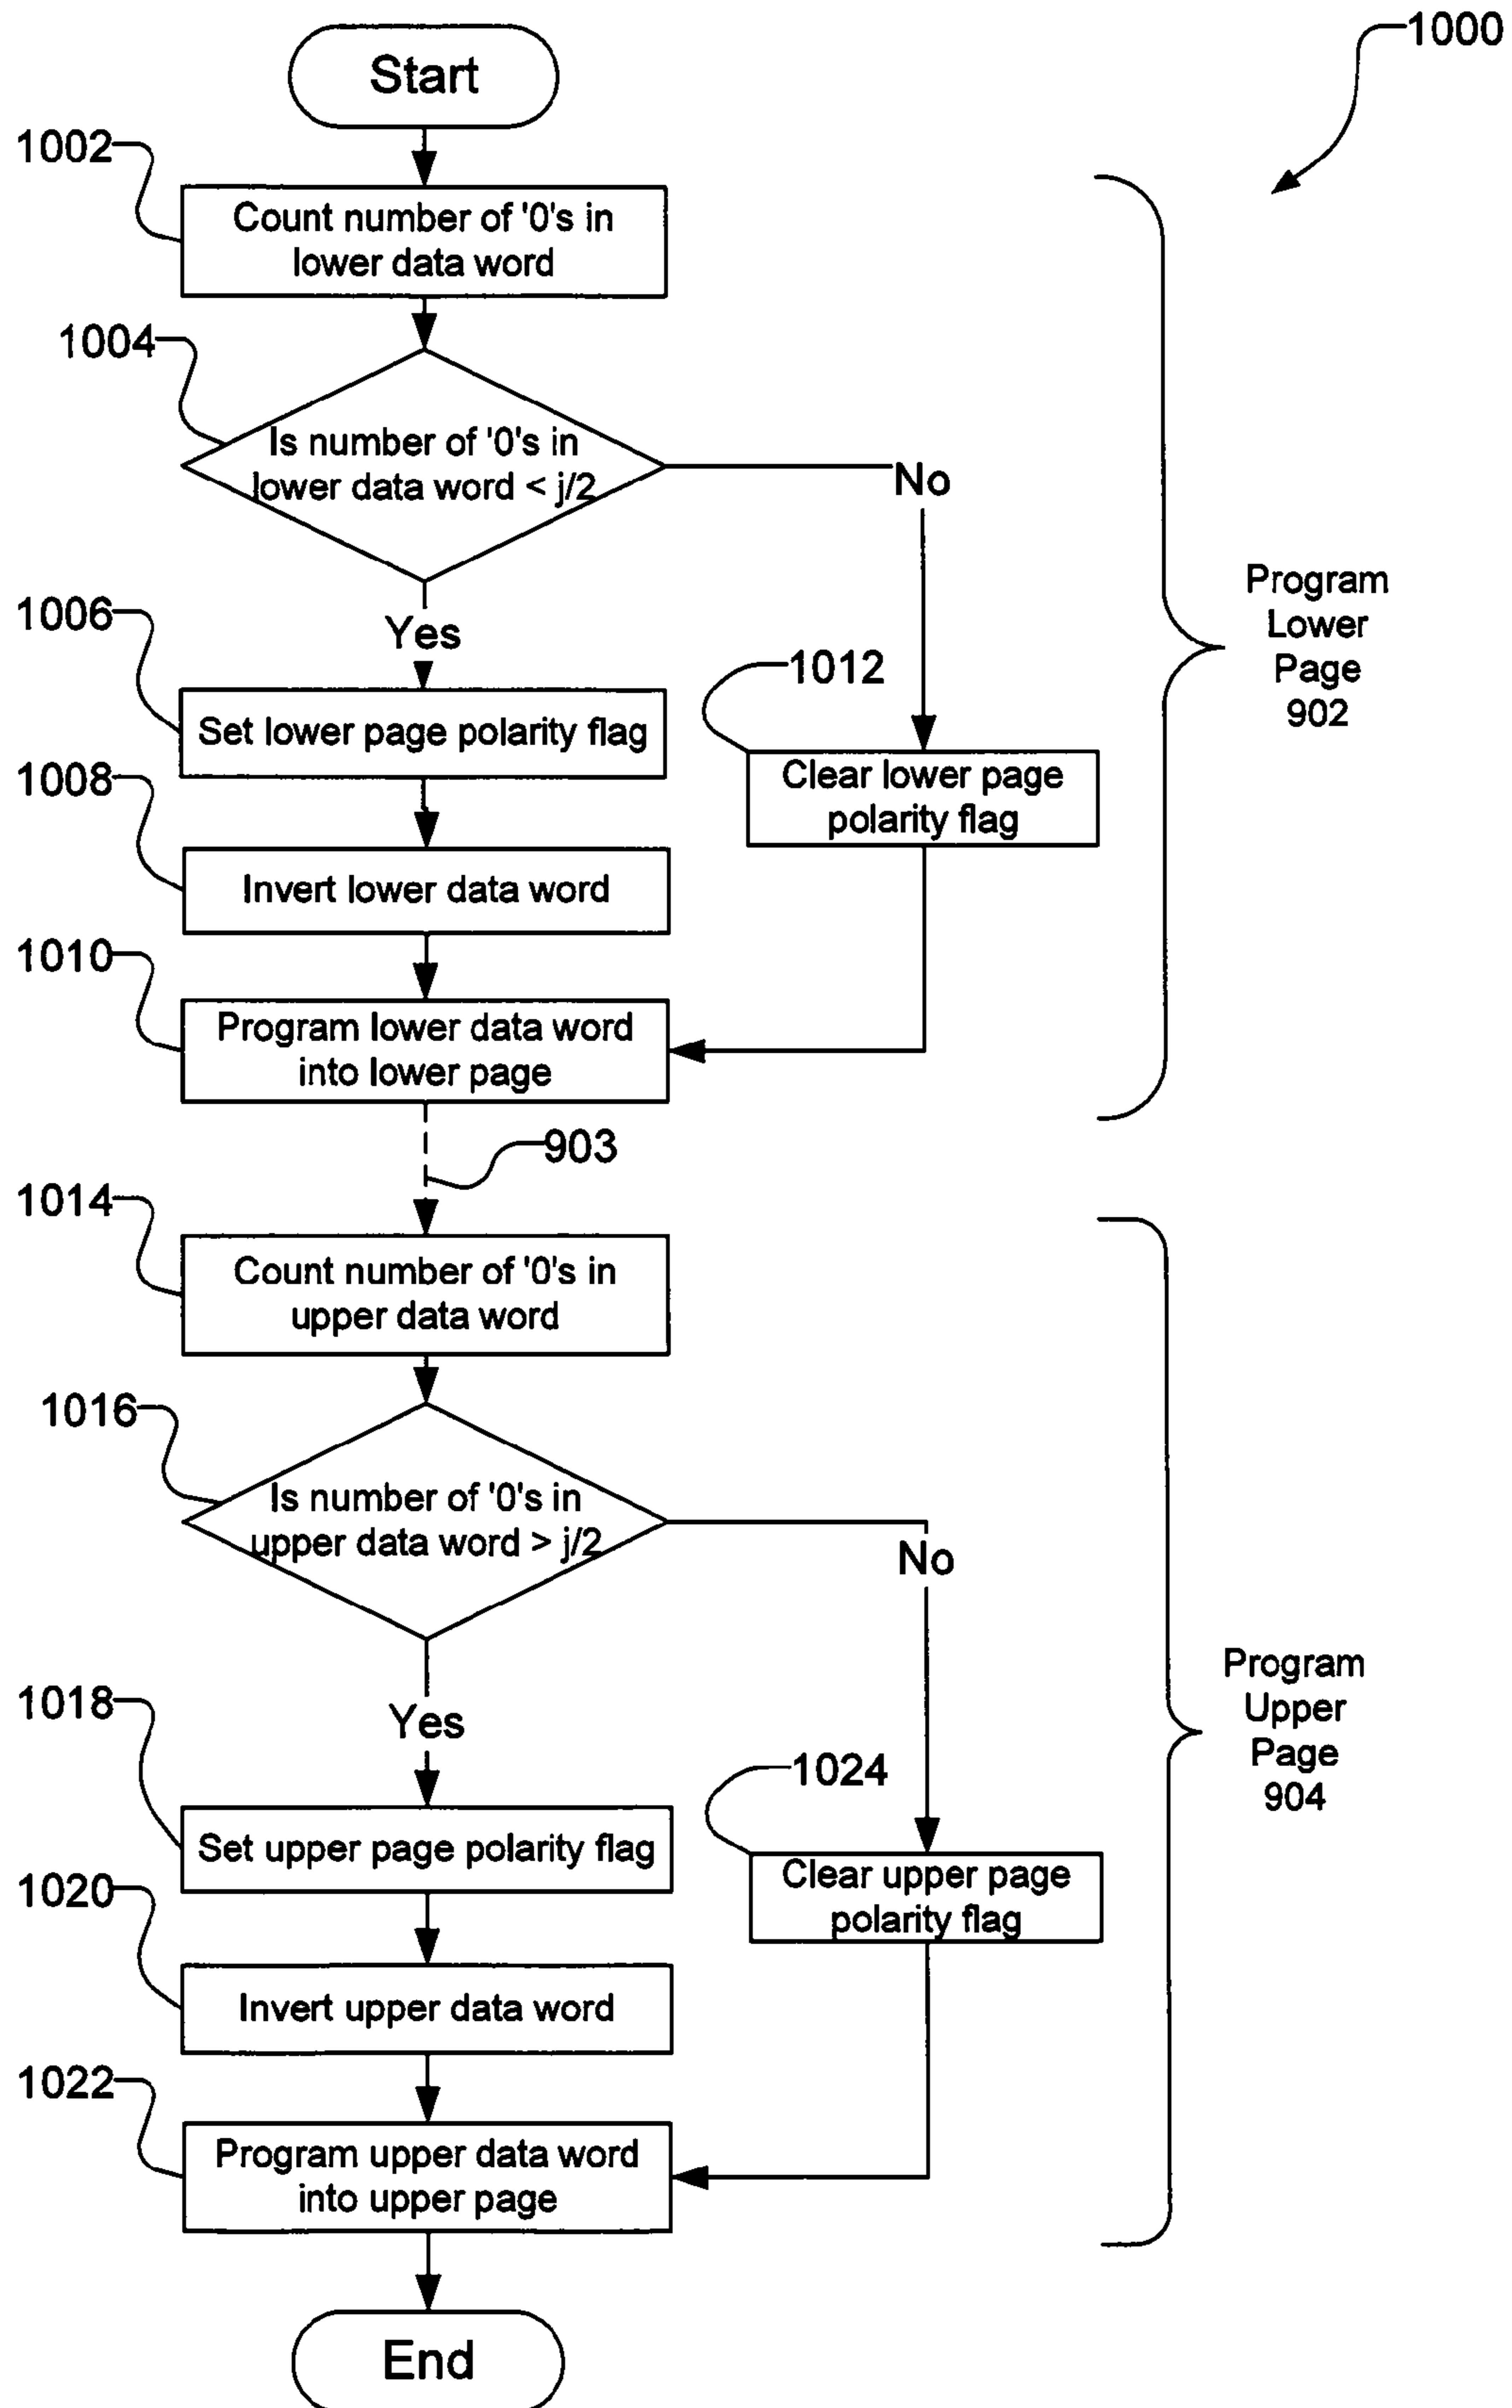 1000
Start
1002
Count number of '0's in
lower data word
1004
Is number of '0's in
lower data word < j/2
No
Yes
1006
Set lower page polarity flag
1012
Clear lower page
polarity flag
1008
Invert lower data word
1010
Program lower data word
into lower page
Program
Lower
Page
902
903
1014
Count number of '0's in
upper data word
1016
Is number of '0's in
upper data word > j/2
No
Yes
1018
Set upper page polarity flag
1024
Clear upper page
polarity flag
1020
Invert upper data word
1022
Program upper data word
into upper page
Program
Upper
Page
904
End